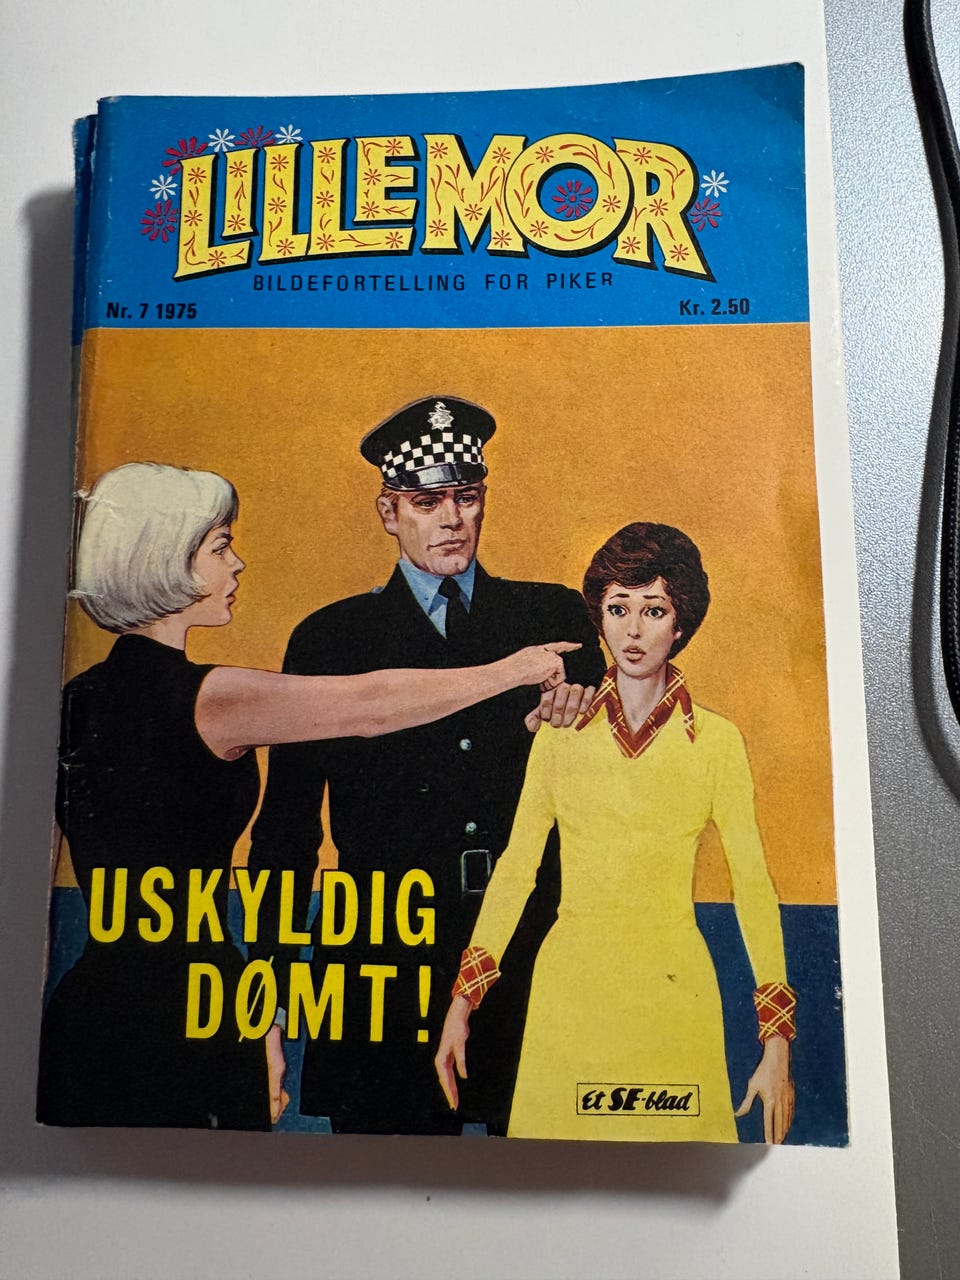 LILLEMOR
BILDEFORTELLING FOR PIKER
Nr. 7 1975
Kr. 2.50
USKYLDIG
DØMT!
Et SE-blad